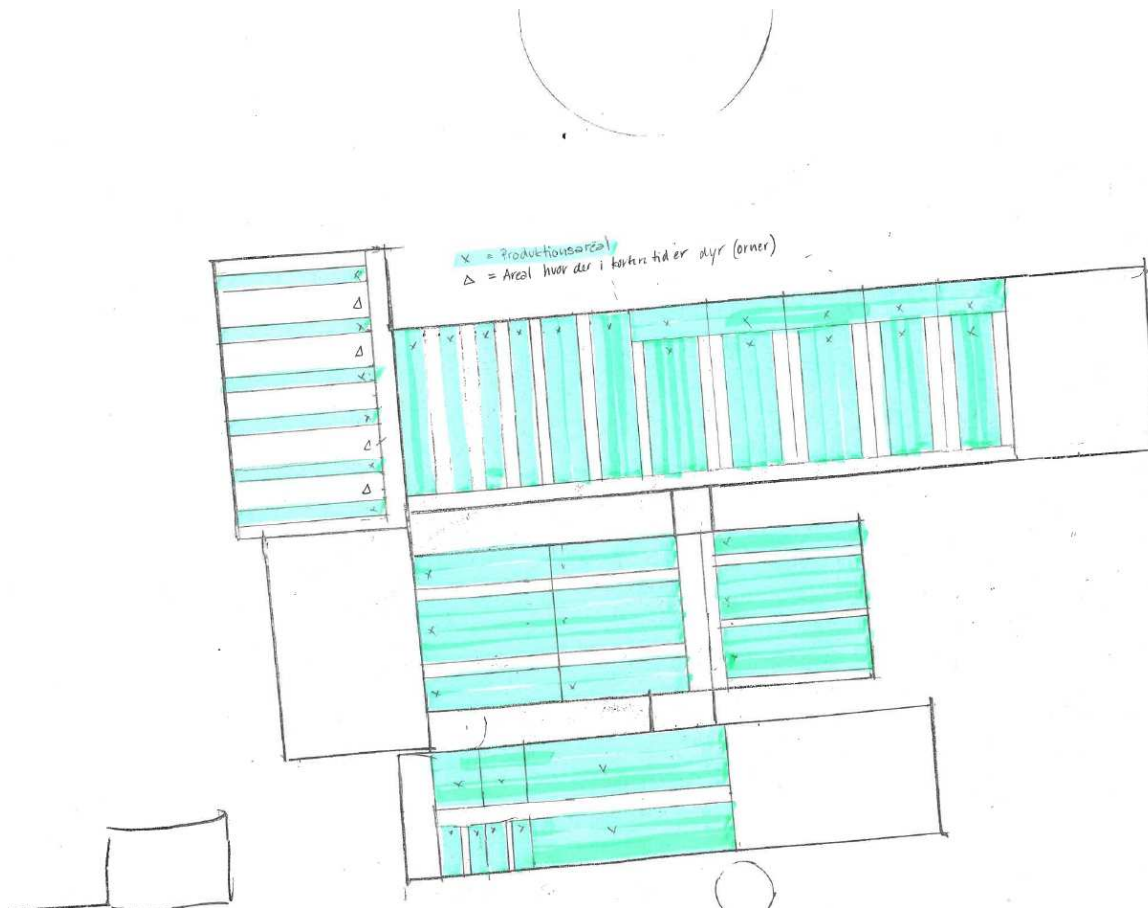 x = Produktionsareal
Δ = Areal hvor der i kortere tid er dyr (orner)